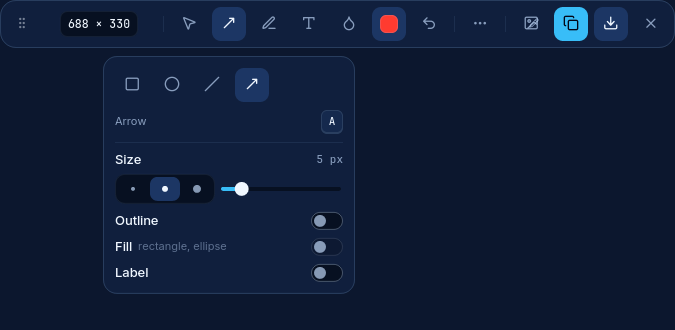 688 × 330
T
Arrow A
Size 5 px
Outline
Fill rectangle, ellipse
Label